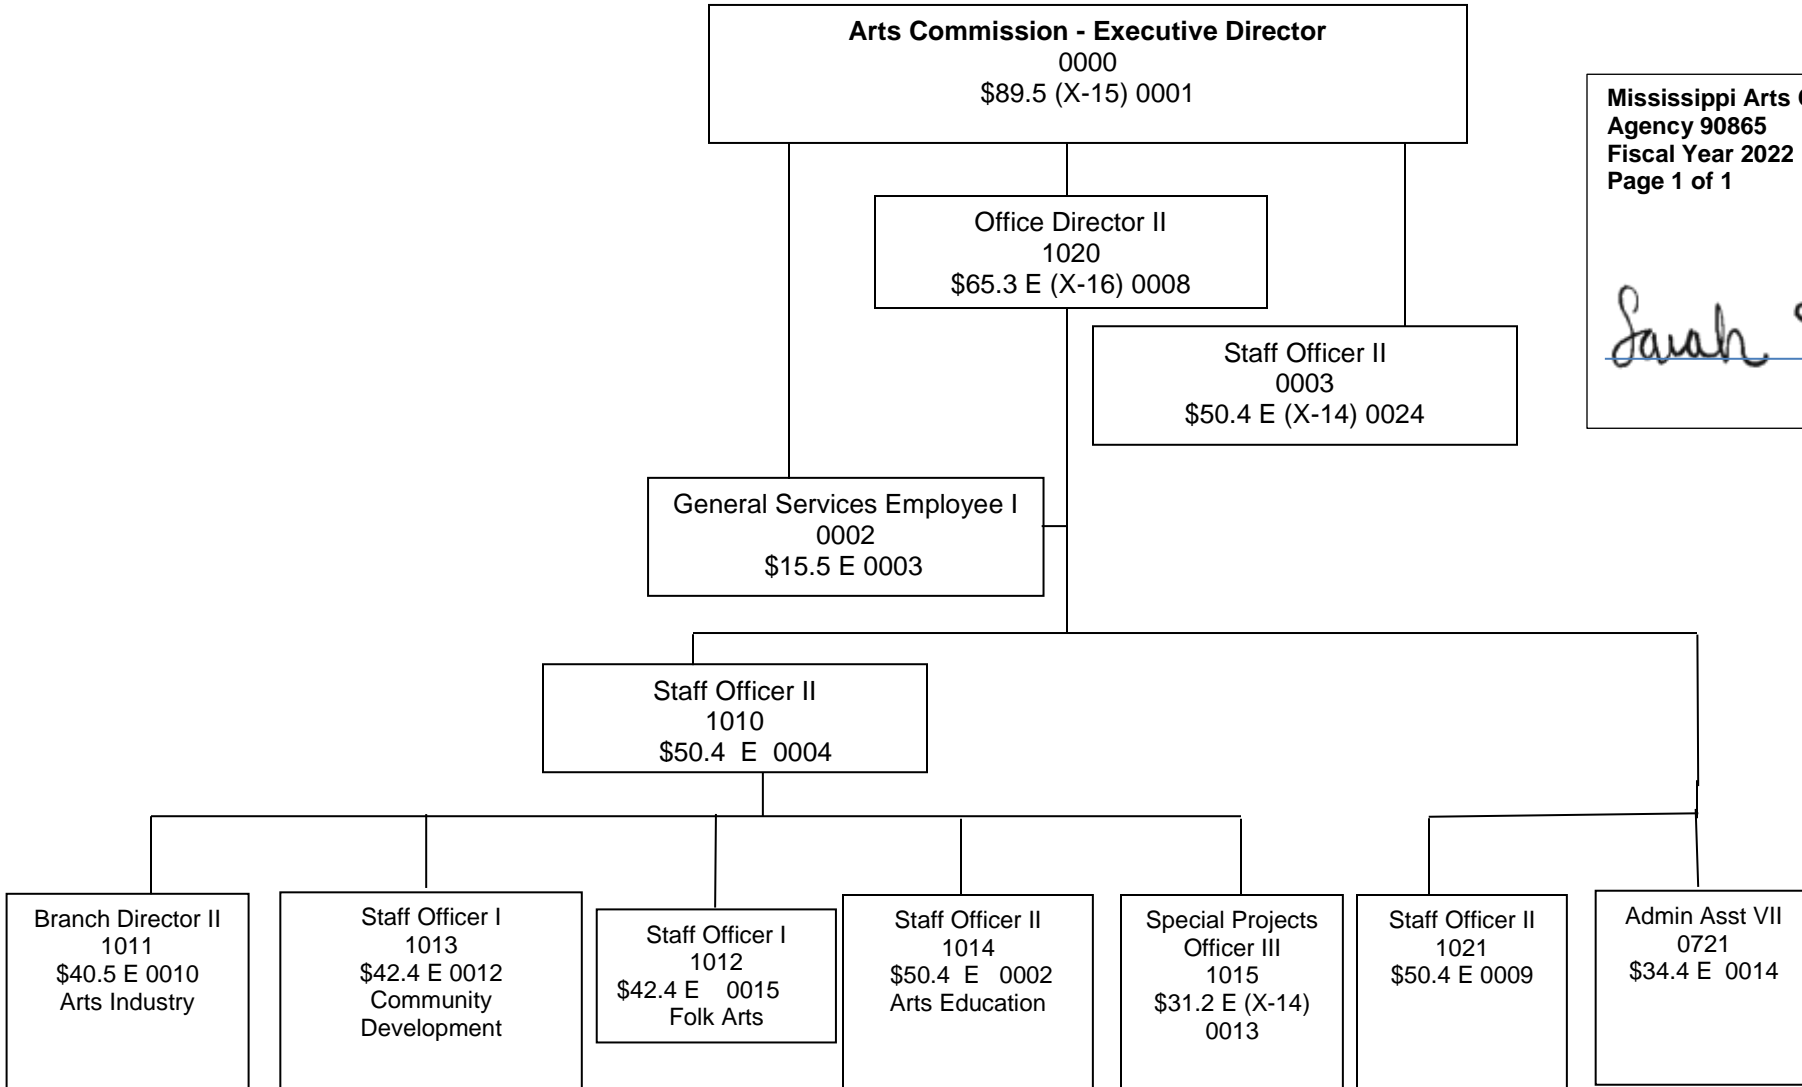 Arts Commission - Executive Director
0000
$89.5 (X-15) 0001
Mississippi Arts
Agency 90865
Fiscal Year 2022
Page 1 of 1
Sarah
Office Director II
1020
$65.3 E (X-16) 0008
Staff Officer II
0003
$50.4 E (X-14) 0024
General Services Employee I
0002
$15.5 E 0003
Staff Officer II
1010
$50.4 E 0004
Branch Director II
1011
$40.5 E 0010
Arts Industry
Staff Officer I
1013
$42.4 E 0012
Community
Development
Staff Officer I
1012
$42.4 E 0015
Folk Arts
Staff Officer II
1014
$50.4 E 0002
Arts Education
Special Projects
Officer III
1015
$31.2 E (X-14)
0013
Staff Officer II
1021
$50.4 E 0009
Admin Asst VII
0721
$34.4 E 0014